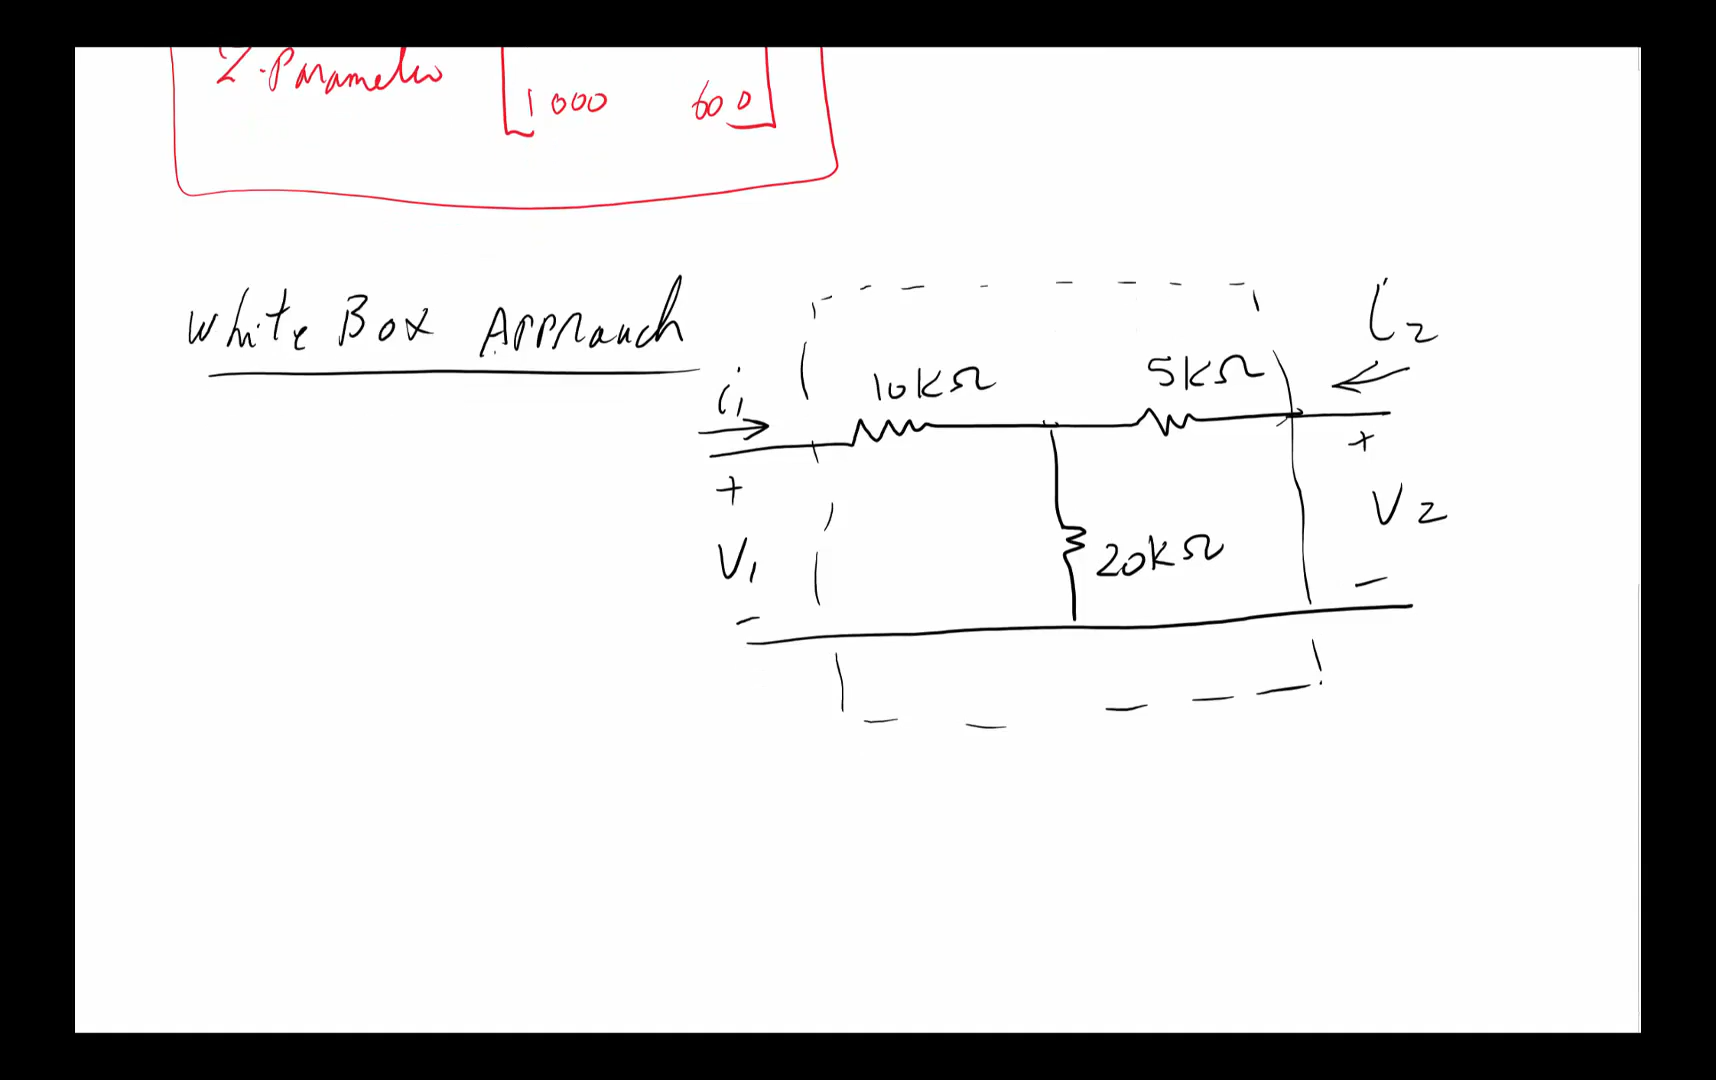 Z-Parameter
1000 600
White Box Approach
i1
10kΩ
5kΩ
i2
+
V1
-
20kΩ
+
V2
-